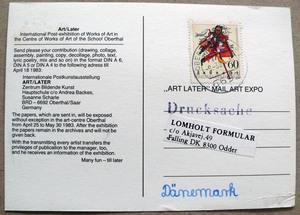 Art/Later
International Post-exhibition of Works of Art in
the Centre of Works of Art of the School Oberthal
Send please your contribution (drawing, collage,
assembly, painting, copy, decollage, photo, text,
lyric, poetry, mix and so on) in the format DIN A 6,
DIN A 5 or DIN A 4 to the following adress till
April 1st 1983:
Internationale Postkunstausstellung
ART/LATER
Zentrum Bildende Kunst
Hauptschule c/o Andrea Backes,
Susanne Scharle
BRD – 6692 Oberthal/Saar
Germany
The papers, which are sent in, will be exposed
without exception in the art-centre Oberthal
from April 25 to May 30 1983. After the exposition
the papers remain in the archives and will not be
given back.
With the transmitting every artist transfers the
privileges of publication to the manager, too,
and he receives an information of the exhibition.
Many fun – till later
60
„ART LATER“ MAIL ART EXPO
Drucksache
LOMHOLT FORMULAR
c/o Akjavej 49
Falling DK 8300 Odder
Dänemark